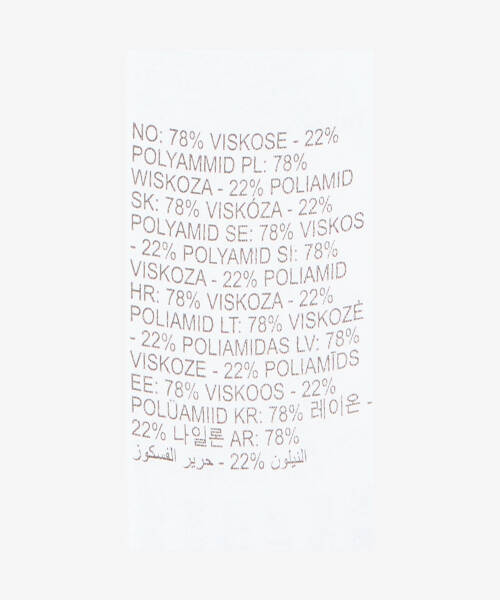 NO: 78% VISKOSE - 22%
POLYAMMID PL: 78%
WISKOZA - 22% POLIAMID
SK: 78% VISKÓZA - 22%
POLYAMID SE: 78% VISKOS
- 22% POLYAMID SI: 78%
VISKOZA - 22% POLIAMID
HR: 78% VISKOZA - 22%
POLIAMID LT: 78% VISKOZĖ
- 22% POLIAMIDAS LV: 78%
VISKOZE - 22% POLIAMĪDS
EE: 78% VISKOOS - 22%
POLÜAMIID KR: 78% 레이온 -
22% 나일론 AR: 78%
النيلون %22 - حرير الفسكوز